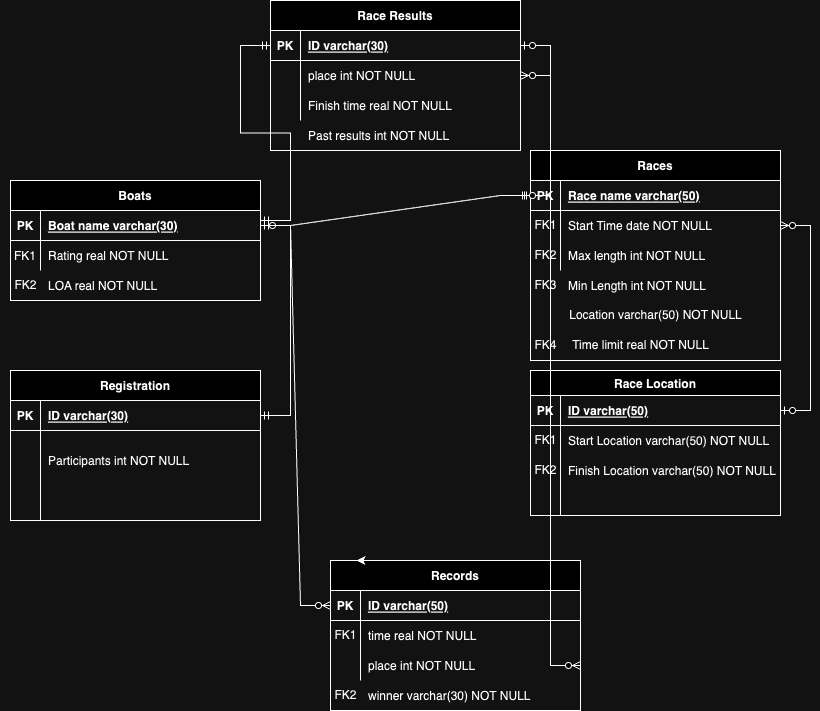 Race Results
PK ID varchar(30)
place int NOT NULL
Finish time real NOT NULL
Past results int NOT NULL
Races
PK Race name varchar(50)
FK1 Start Time date NOT NULL
FK2 Max length int NOT NULL
FK3 Min Length int NOT NULL
Location varchar(50) NOT NULL
FK4 Time limit real NOT NULL
Boats
PK Boat name varchar(30)
FK1 Rating real NOT NULL
FK2 LOA real NOT NULL
Registration
PK ID varchar(30)
Participants int NOT NULL
Race Location
PK ID varchar(50)
FK1 Start Location varchar(50) NOT NULL
FK2 Finish Location varchar(50) NOT NULL
Records
PK ID varchar(50)
FK1 time real NOT NULL
place int NOT NULL
FK2 winner varchar(30) NOT NULL